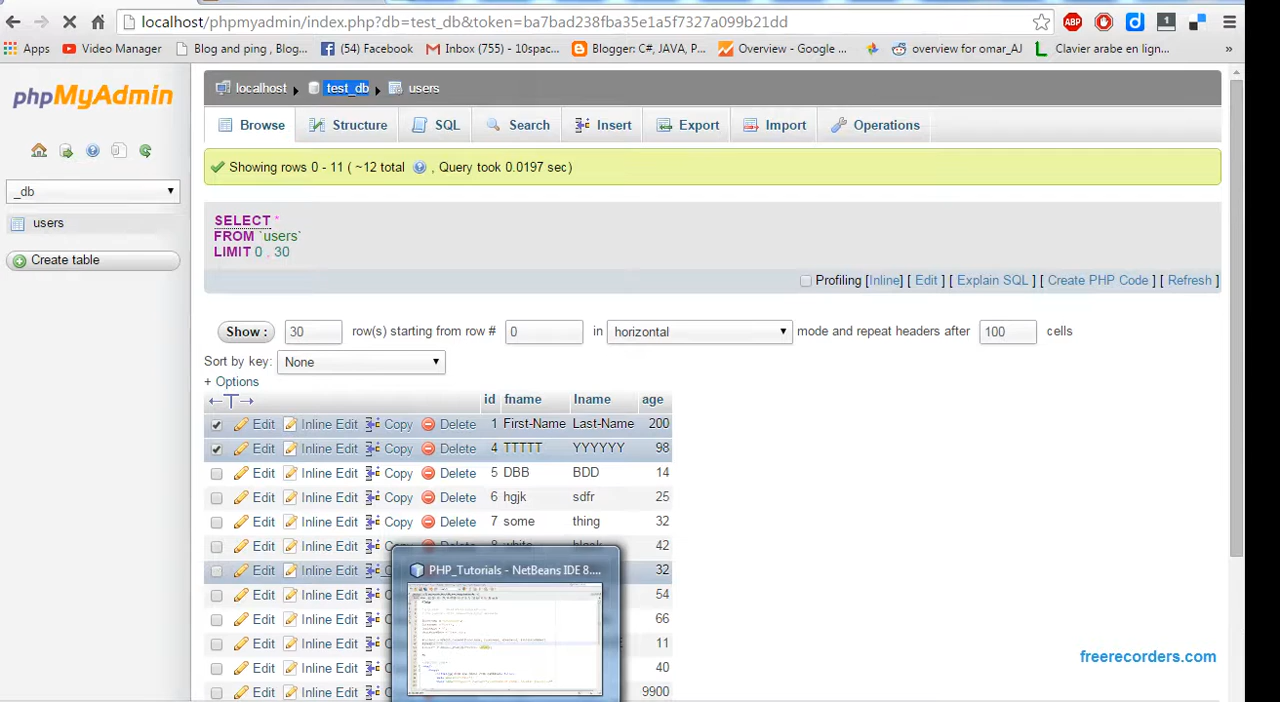 localhost/phpmyadmin/index.php?db=test_db&token=ba7bad238fba35e1a5f7327a099b21dd
ABP
d
1
Apps
Video Manager
Blog and ping , Blog...
(54) Facebook
Inbox (755) - 10spac...
Blogger: C#, JAVA, P...
Overview - Google ...
overview for omar_AJ
Clavier arabe en lign...
»
phpMyAdmin
localhost
test_db
users
Browse
Structure
SQL
Search
Insert
Export
Import
Operations
Showing rows 0 - 11 ( ~12 total , Query took 0.0197 sec)
_db
users
Create table
SELECT *
FROM `users`
LIMIT 0 , 30
Profiling [Inline] [ Edit ] [ Explain SQL ] [ Create PHP Code ] [ Refresh ]
Show : 30 row(s) starting from row # 0 in horizontal mode and repeat headers after 100 cells
Sort by key: None
+ Options
←T→ id fname lname age
Edit Inline Edit Copy Delete 1 First-Name Last-Name 200
Edit Inline Edit Copy Delete 4 TTTTT YYYYYY 98
Edit Inline Edit Copy Delete 5 DBB BDD 14
Edit Inline Edit Copy Delete 6 hgjk sdfr 25
Edit Inline Edit Copy Delete 7 some thing 32
Edit Inline Edit 42
Edit Inline Edit 32
Edit Inline Edit 54
Edit Inline Edit 66
Edit Inline Edit 11
Edit Inline Edit 40
Edit Inline Edit 9900
PHP_Tutorials - NetBeans IDE 8....
freerecorders.com